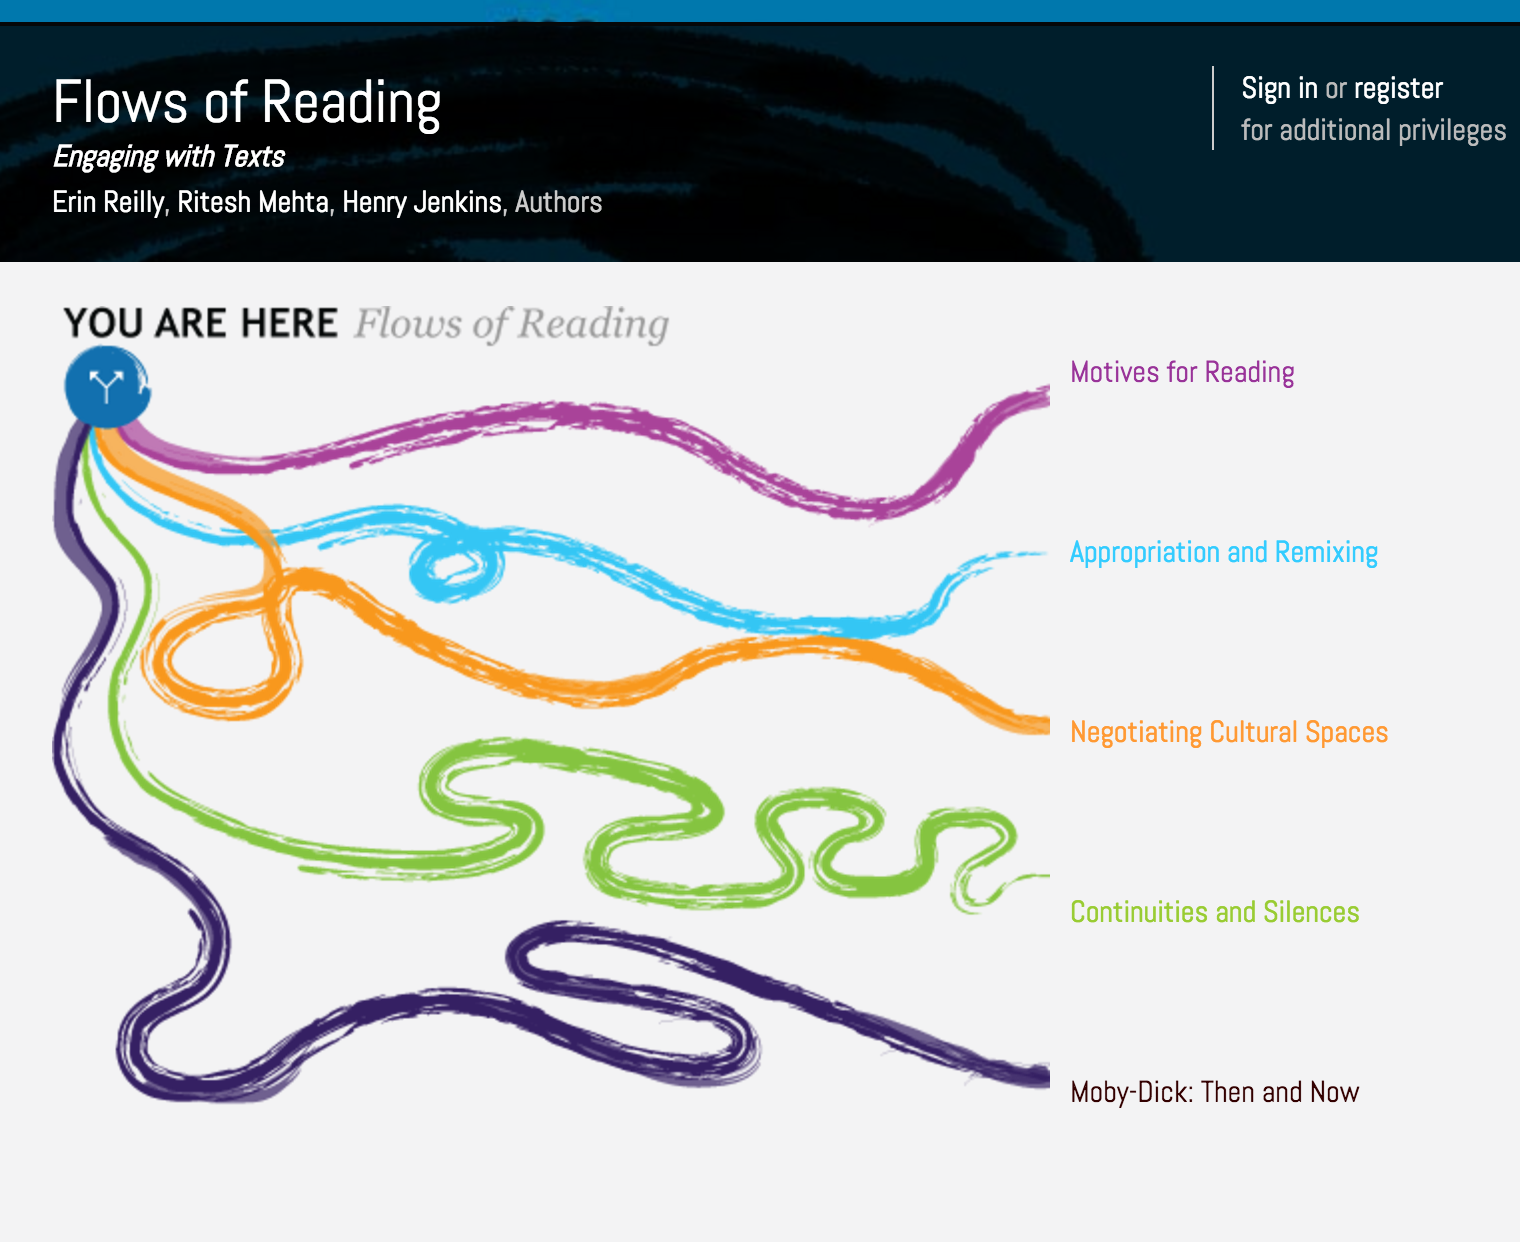 Flows of Reading
Engaging with Texts
Erin Reilly, Ritesh Mehta, Henry Jenkins, Authors
Sign in or register
for additional privileges
YOU ARE HERE Flows of Reading
Motives for Reading
Appropriation and Remixing
Negotiating Cultural Spaces
Continuities and Silences
Moby-Dick: Then and Now